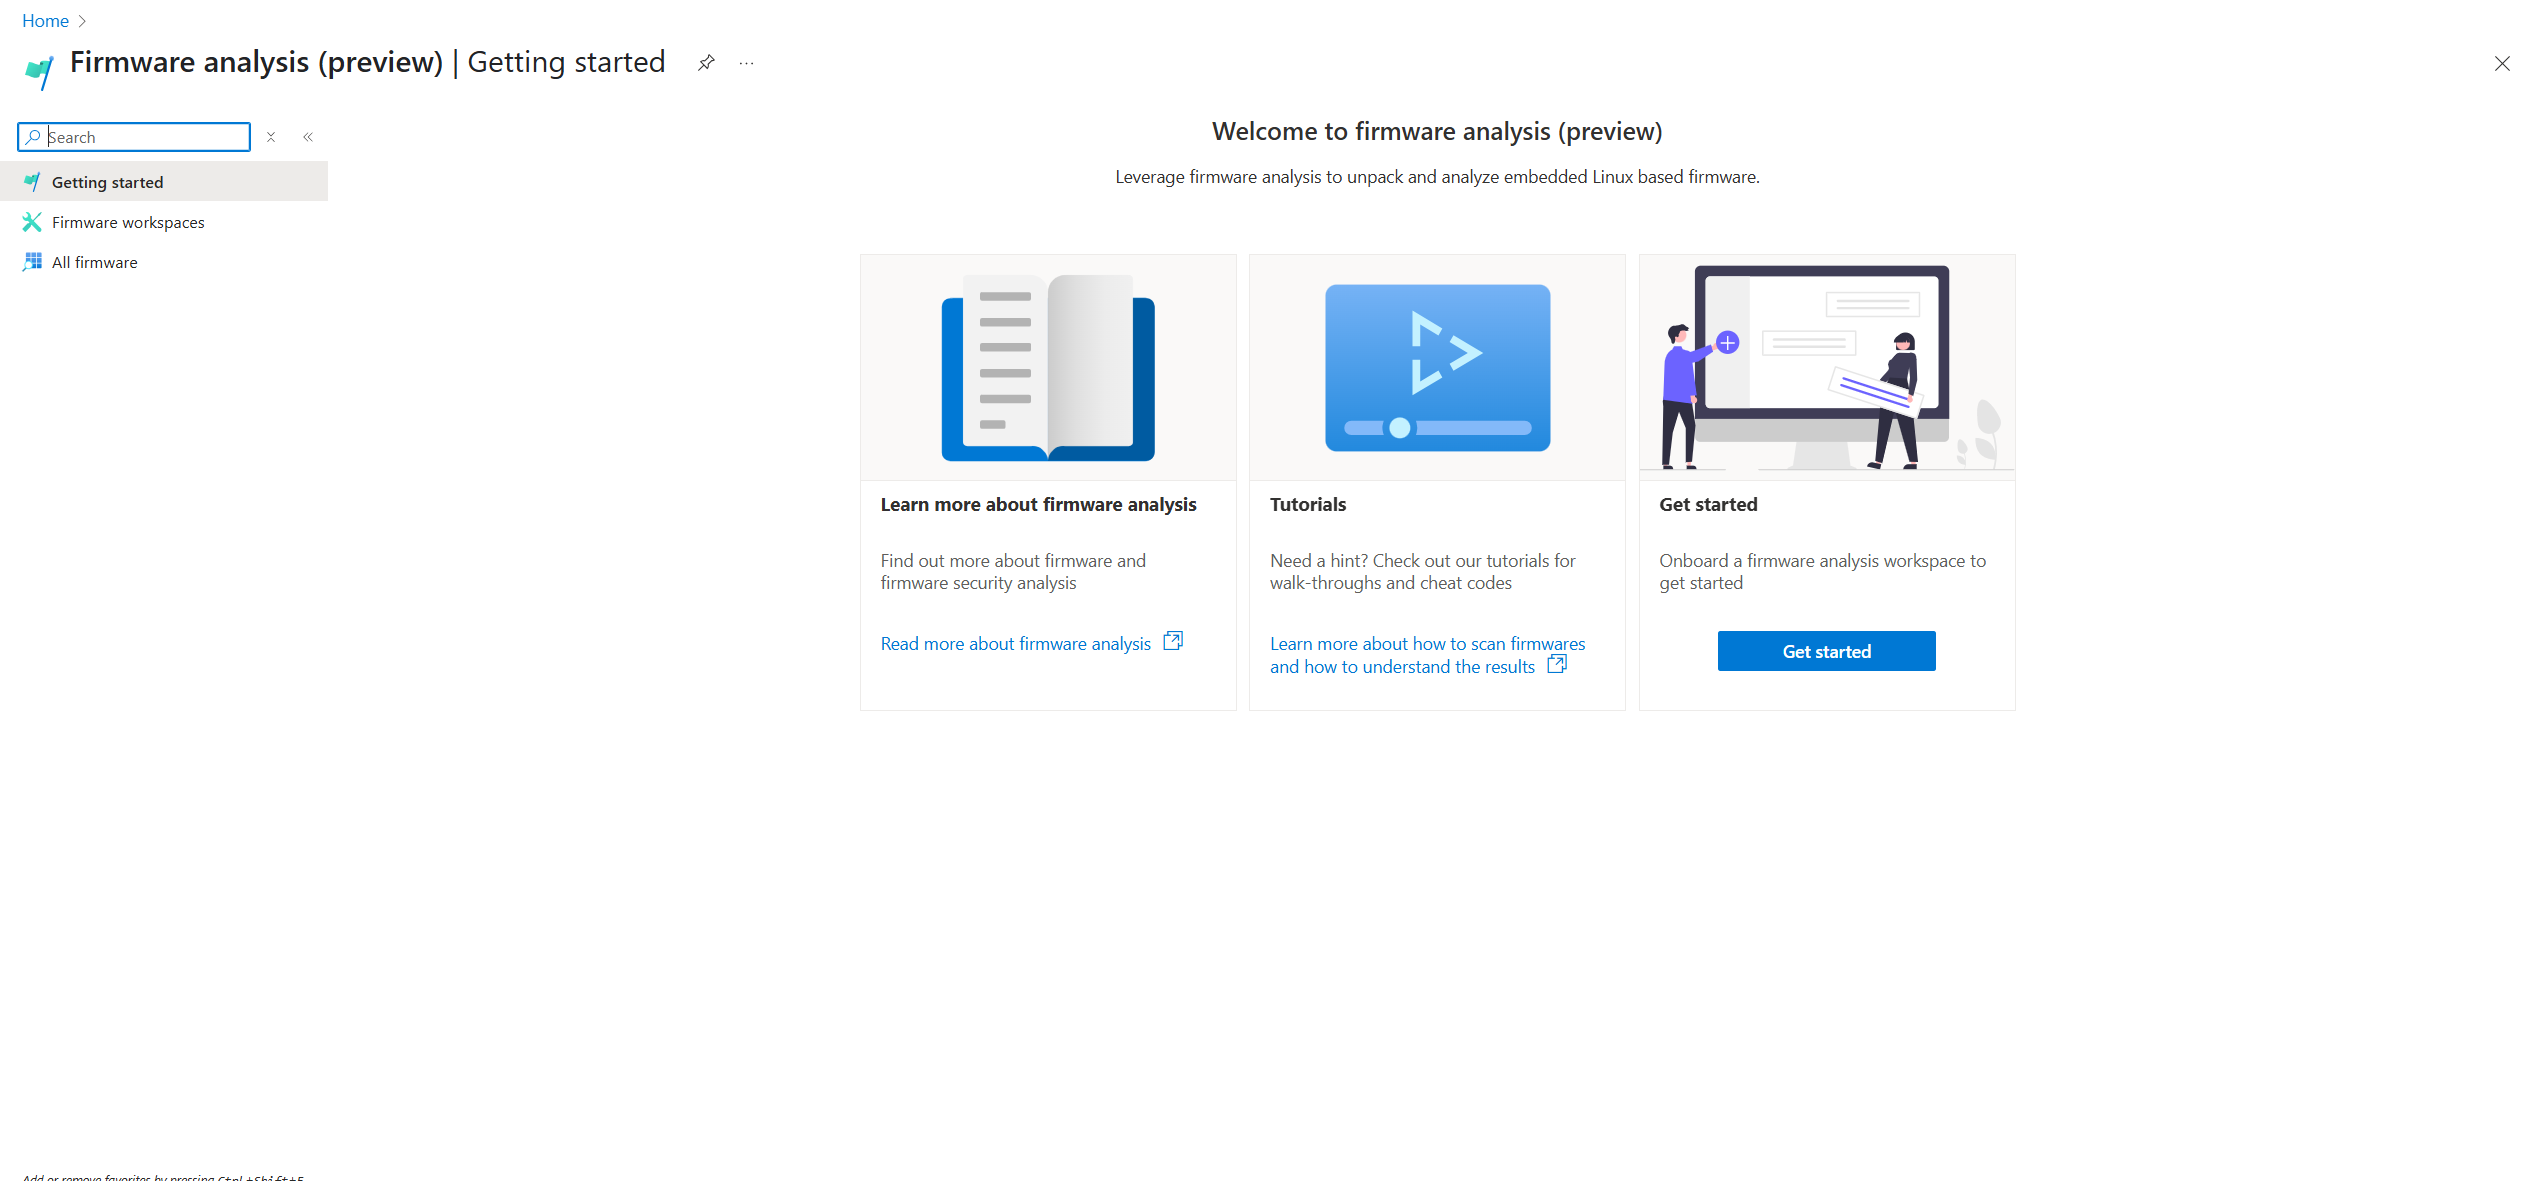 Home
Firmware analysis (preview) | Getting started
Search
Getting started
Firmware workspaces
All firmware
Welcome to firmware analysis (preview)
Leverage firmware analysis to unpack and analyze embedded Linux based firmware.
Learn more about firmware analysis
Find out more about firmware and
firmware security analysis
Read more about firmware analysis
Tutorials
Need a hint? Check out our tutorials for
walk-throughs and cheat codes
Learn more about how to scan firmwares
and how to understand the results
Get started
Onboard a firmware analysis workspace to
get started
Get started
Add or remove favorites by pressing Ctrl+Shift+F